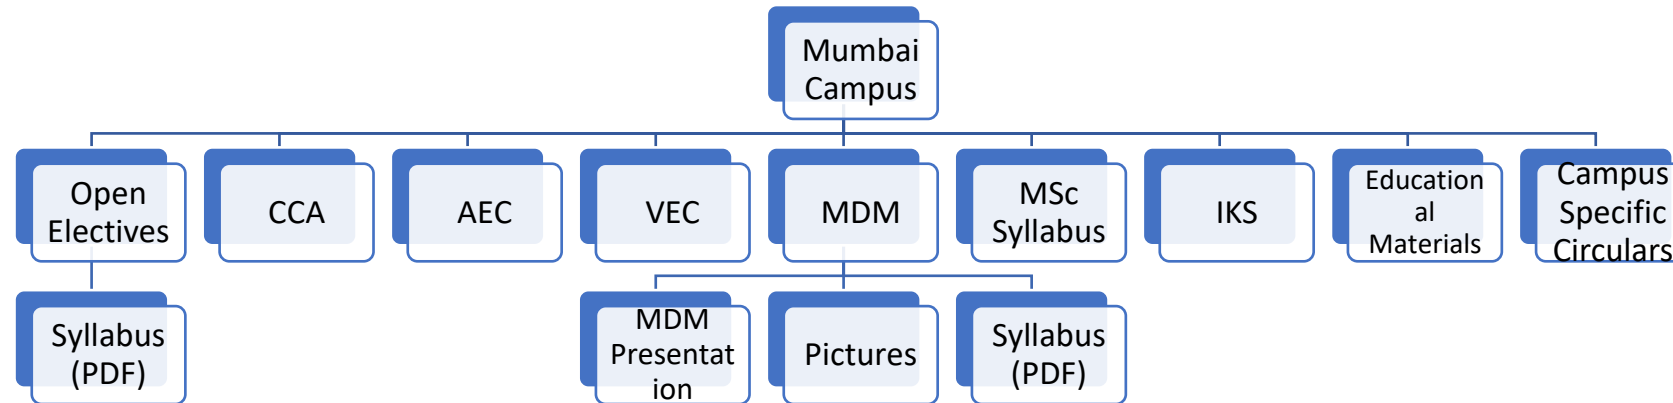 Mumbai
Campus
Open
Electives
CCA
AEC
VEC
MDM
MSc
Syllabus
IKS
Education
al
Materials
Campus
Specific
Circulars
Syllabus
(PDF)
MDM
Presentat
ion
Pictures
Syllabus
(PDF)